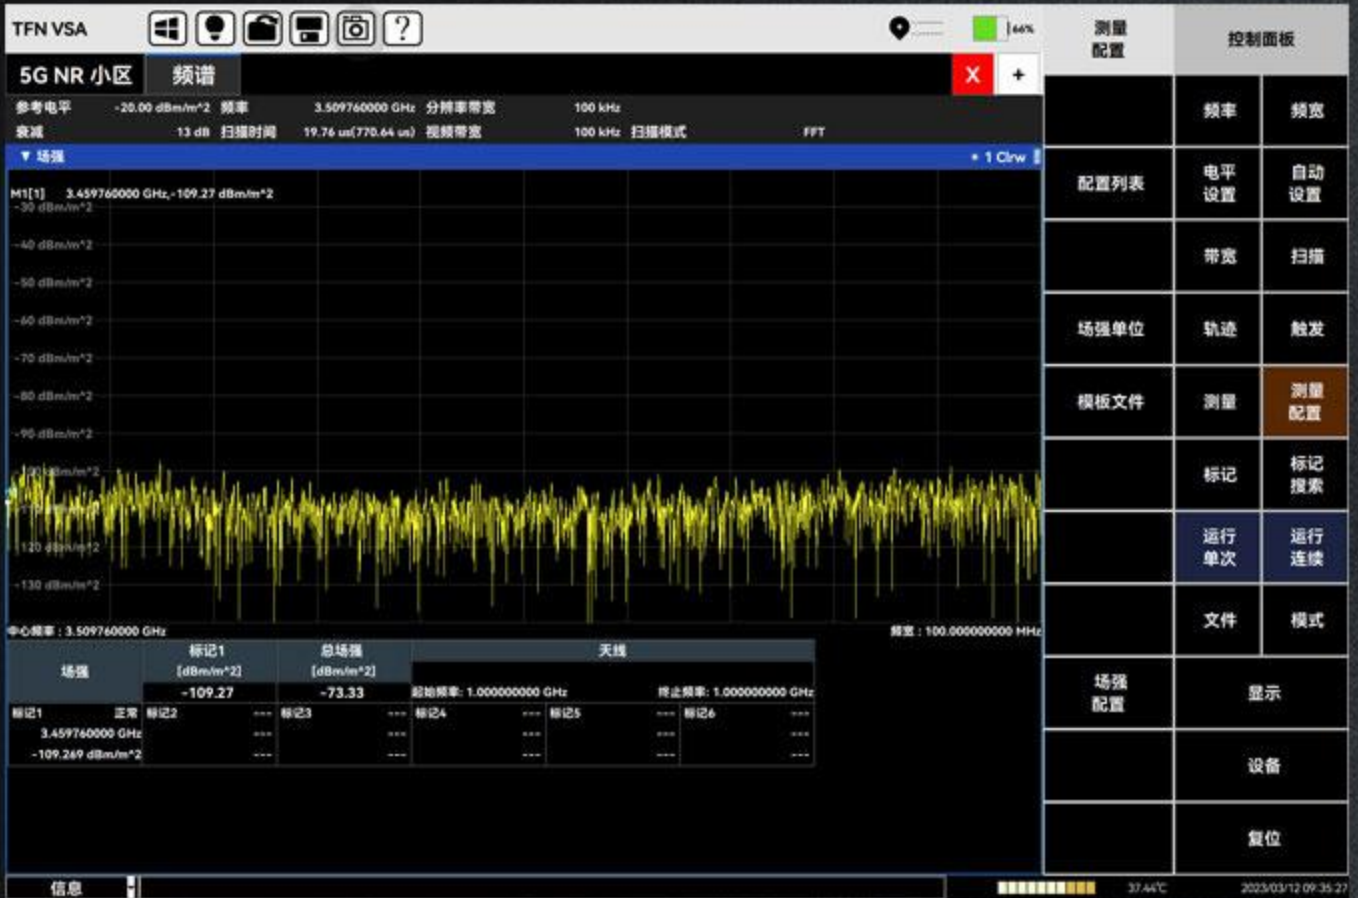 TFN VSA
?
66%
测量配置
控制面板
5G NR 小区 频谱 X +
参考电平 -20.00 dBm/m^2 频率 3.509760000 GHz 分辨率带宽 100 kHz
衰减 13 dB 扫描时间 19.76 us(770.64 us) 视频带宽 100 kHz 扫描模式 FFT
▼ 场强 • 1 Clrw
M1[1] 3.459760000 GHz,-109.27 dBm/m^2
-30 dBm/m^2
-40 dBm/m^2
-50 dBm/m^2
-60 dBm/m^2
-70 dBm/m^2
-80 dBm/m^2
-90 dBm/m^2
-100 dBm/m^2
-120 dBm/m^2
-130 dBm/m^2
中心频率 : 3.509760000 GHz 频宽 : 100.000000000 MHz
场强 标记1 [dBm/m^2] 总场强 [dBm/m^2] 天线
-109.27 -73.33 起始频率: 1.000000000 GHz 终止频率: 1.000000000 GHz
标记1 正常 标记2 --- 标记3 --- 标记4 --- 标记5 --- 标记6 ---
3.459760000 GHz --- --- --- --- ---
-109.269 dBm/m^2 --- --- --- --- ---
频率 频宽
配置列表 电平设置 自动设置
带宽 扫描
场强单位 轨迹 触发
模板文件 测量 测量配置
标记 标记搜索
运行单次 运行连续
文件 模式
场强配置 显示
设备
复位
信息 37.44℃ 2023/03/12 09:35:27